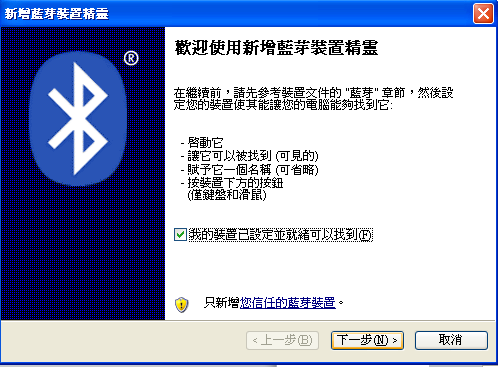 新增藍芽裝置精靈
®
歡迎使用新增藍芽裝置精靈
在繼續前，請先參考裝置文件的 "藍芽" 章節，然後設
定您的裝置使其能讓您的電腦能夠找到它:
- 啟動它
- 讓它可以被找到 (可見的)
- 賦予它一個名稱 (可省略)
- 按裝置下方的按鈕
(僅鍵盤和滑鼠)
我的裝置已設定並就緒可以找到(F)
只新增您信任的藍芽裝置。
< 上一步(B) 下一步(N) > 取消